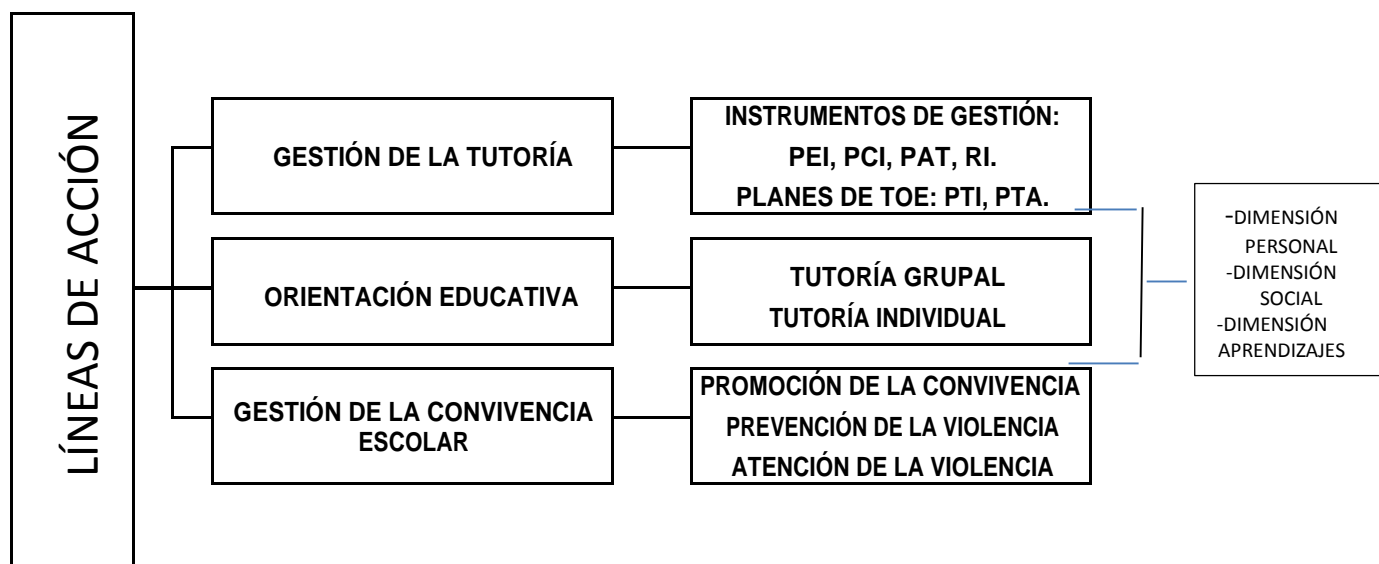 LÍNEAS DE ACCIÓN
GESTIÓN DE LA TUTORÍA
INSTRUMENTOS DE GESTIÓN:
PEI, PCI, PAT, RI.
PLANES DE TOE: PTI, PTA.
ORIENTACIÓN EDUCATIVA
TUTORÍA GRUPAL
TUTORÍA INDIVIDUAL
GESTIÓN DE LA CONVIVENCIA
ESCOLAR
PROMOCIÓN DE LA CONVIVENCIA
PREVENCIÓN DE LA VIOLENCIA
ATENCIÓN DE LA VIOLENCIA
-DIMENSIÓN
PERSONAL
-DIMENSIÓN
SOCIAL
-DIMENSIÓN
APRENDIZAJES